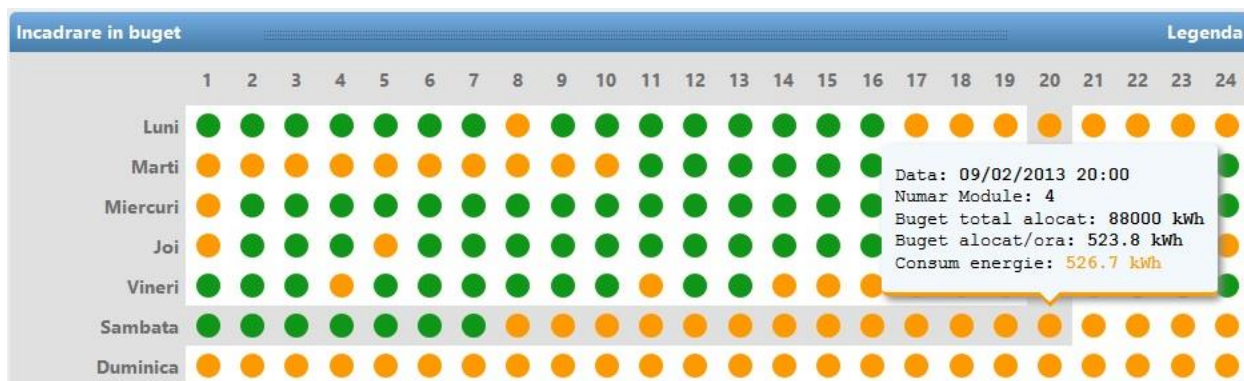 Incadrare in buget Legenda
1 2 3 4 5 6 7 8 9 10 11 12 13 14 15 16 17 18 19 20 21 22 23 24
Luni
Marti
Data: 09/02/2013 20:00
Numar Module: 4
Miercuri
Buget total alocat: 88000 kWh
Buget alocat/ora: 523.8 kWh
Joi
Consum energie: 526.7 kWh
Vineri
Sambata
Duminica